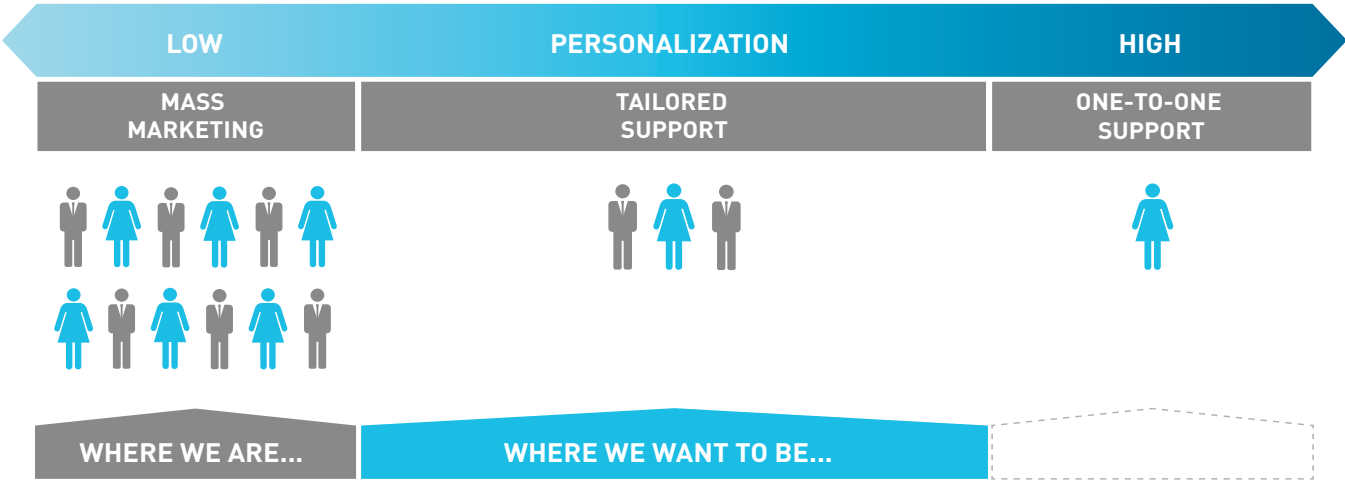 LOW PERSONALIZATION HIGH
MASS
MARKETING
TAILORED
SUPPORT
ONE-TO-ONE
SUPPORT
WHERE WE ARE...
WHERE WE WANT TO BE...